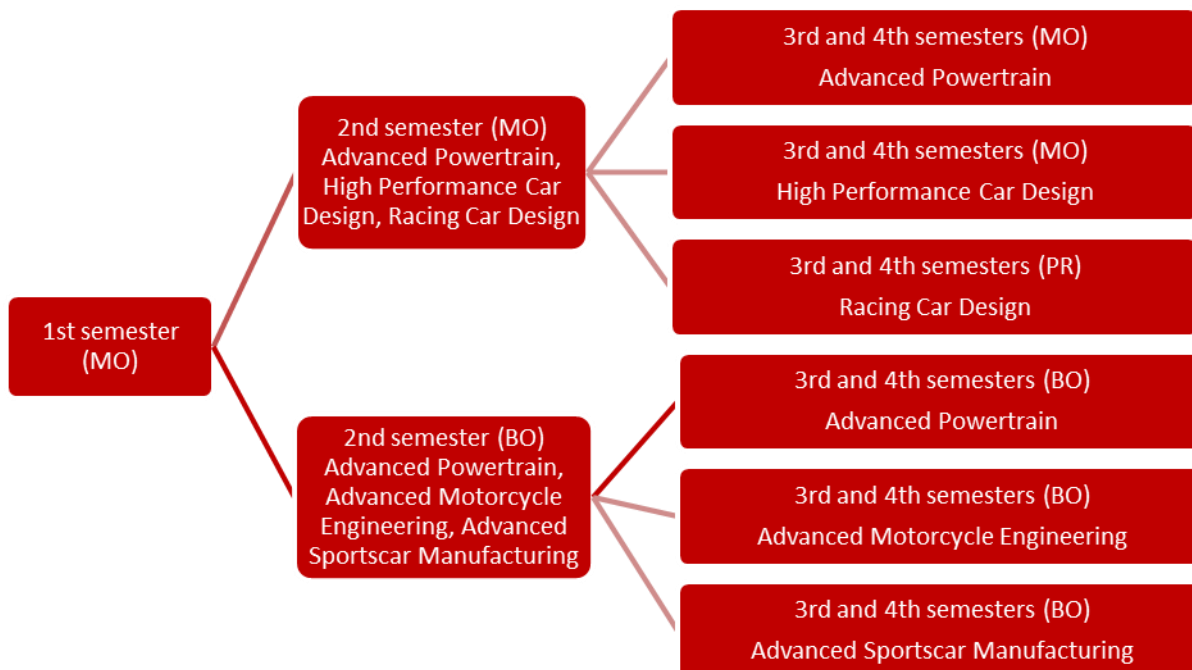 1st semester
(MO)
2nd semester (MO)
Advanced Powertrain,
High Performance Car
Design, Racing Car Design
2nd semester (BO)
Advanced Powertrain,
Advanced Motorcycle
Engineering, Advanced
Sportscar Manufacturing
3rd and 4th semesters (MO)
Advanced Powertrain
3rd and 4th semesters (MO)
High Performance Car Design
3rd and 4th semesters (PR)
Racing Car Design
3rd and 4th semesters (BO)
Advanced Powertrain
3rd and 4th semesters (BO)
Advanced Motorcycle Engineering
3rd and 4th semesters (BO)
Advanced Sportscar Manufacturing